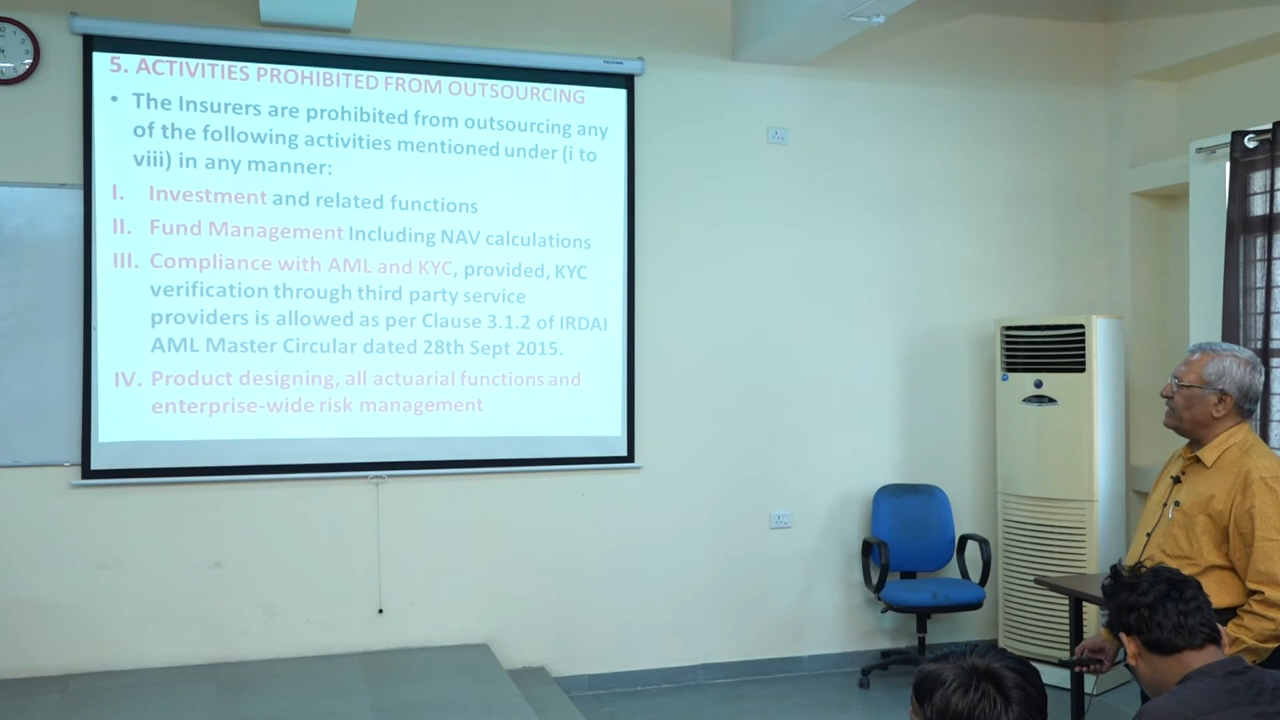 5. ACTIVITIES PROHIBITED FROM OUTSOURCING
• The Insurers are prohibited from outsourcing any
of the following activities mentioned under (i to
viii) in any manner:
I. Investment and related functions
II. Fund Management Including NAV calculations
III. Compliance with AML and KYC, provided, KYC
verification through third party service
providers is allowed as per Clause 3.1.2 of IRDAI
AML Master Circular dated 28th Sept 2015.
IV. Product designing, all actuarial functions and
enterprise-wide risk management